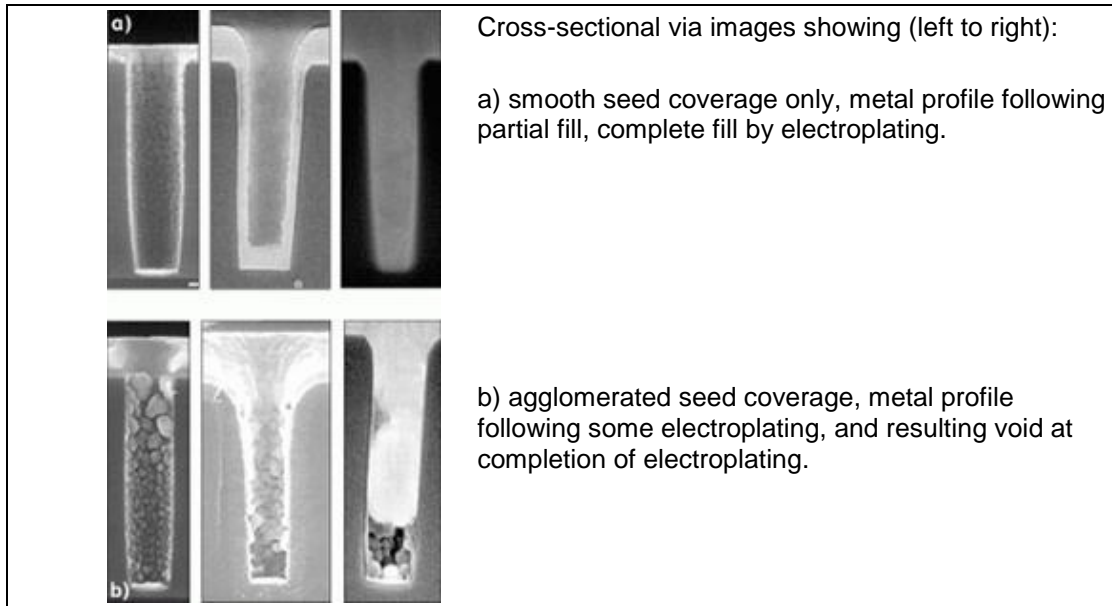 a)
Cross-sectional via images showing (left to right):
a) smooth seed coverage only, metal profile following
partial fill, complete fill by electroplating.
b) agglomerated seed coverage, metal profile
following some electroplating, and resulting void at
completion of electroplating.
b)